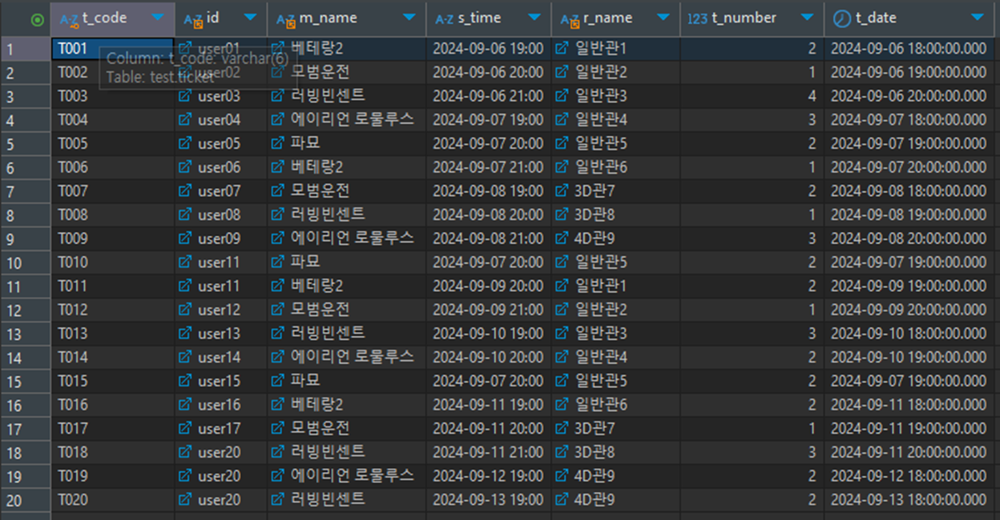 t_code id m_name s_time r_name 123 t_number t_date
1 T001 user01 베테랑2 2024-09-06 19:00 일반관1 2 2024-09-06 18:00:00.000
Column: t_code: varchar(6)
2 T002 user02 모범운전 2024-09-06 20:00 일반관2 1 2024-09-06 19:00:00.000
Table: test.ticket
3 T003 user03 러빙빈센트 2024-09-06 21:00 일반관3 4 2024-09-06 20:00:00.000
4 T004 user04 에이리언 로물루스 2024-09-07 19:00 일반관4 3 2024-09-07 18:00:00.000
5 T005 user05 파묘 2024-09-07 20:00 일반관5 2 2024-09-07 19:00:00.000
6 T006 user06 베테랑2 2024-09-07 21:00 일반관6 1 2024-09-07 20:00:00.000
7 T007 user07 모범운전 2024-09-08 19:00 3D관7 2 2024-09-08 18:00:00.000
8 T008 user08 러빙빈센트 2024-09-08 20:00 3D관8 1 2024-09-08 19:00:00.000
9 T009 user09 에이리언 로물루스 2024-09-08 21:00 4D관9 3 2024-09-08 20:00:00.000
10 T010 user11 파묘 2024-09-07 20:00 일반관5 2 2024-09-07 19:00:00.000
11 T011 user11 베테랑2 2024-09-09 20:00 일반관1 2 2024-09-09 19:00:00.000
12 T012 user12 모범운전 2024-09-09 21:00 일반관2 1 2024-09-09 20:00:00.000
13 T013 user13 러빙빈센트 2024-09-10 19:00 일반관3 3 2024-09-10 18:00:00.000
14 T014 user14 에이리언 로물루스 2024-09-10 20:00 일반관4 2 2024-09-10 19:00:00.000
15 T015 user15 파묘 2024-09-07 20:00 일반관5 2 2024-09-07 19:00:00.000
16 T016 user16 베테랑2 2024-09-11 19:00 일반관6 2 2024-09-11 18:00:00.000
17 T017 user17 모범운전 2024-09-11 20:00 3D관7 1 2024-09-11 19:00:00.000
18 T018 user20 러빙빈센트 2024-09-11 21:00 3D관8 3 2024-09-11 20:00:00.000
19 T019 user20 에이리언 로물루스 2024-09-12 19:00 4D관9 2 2024-09-12 18:00:00.000
20 T020 user20 러빙빈센트 2024-09-13 19:00 4D관9 2 2024-09-13 18:00:00.000